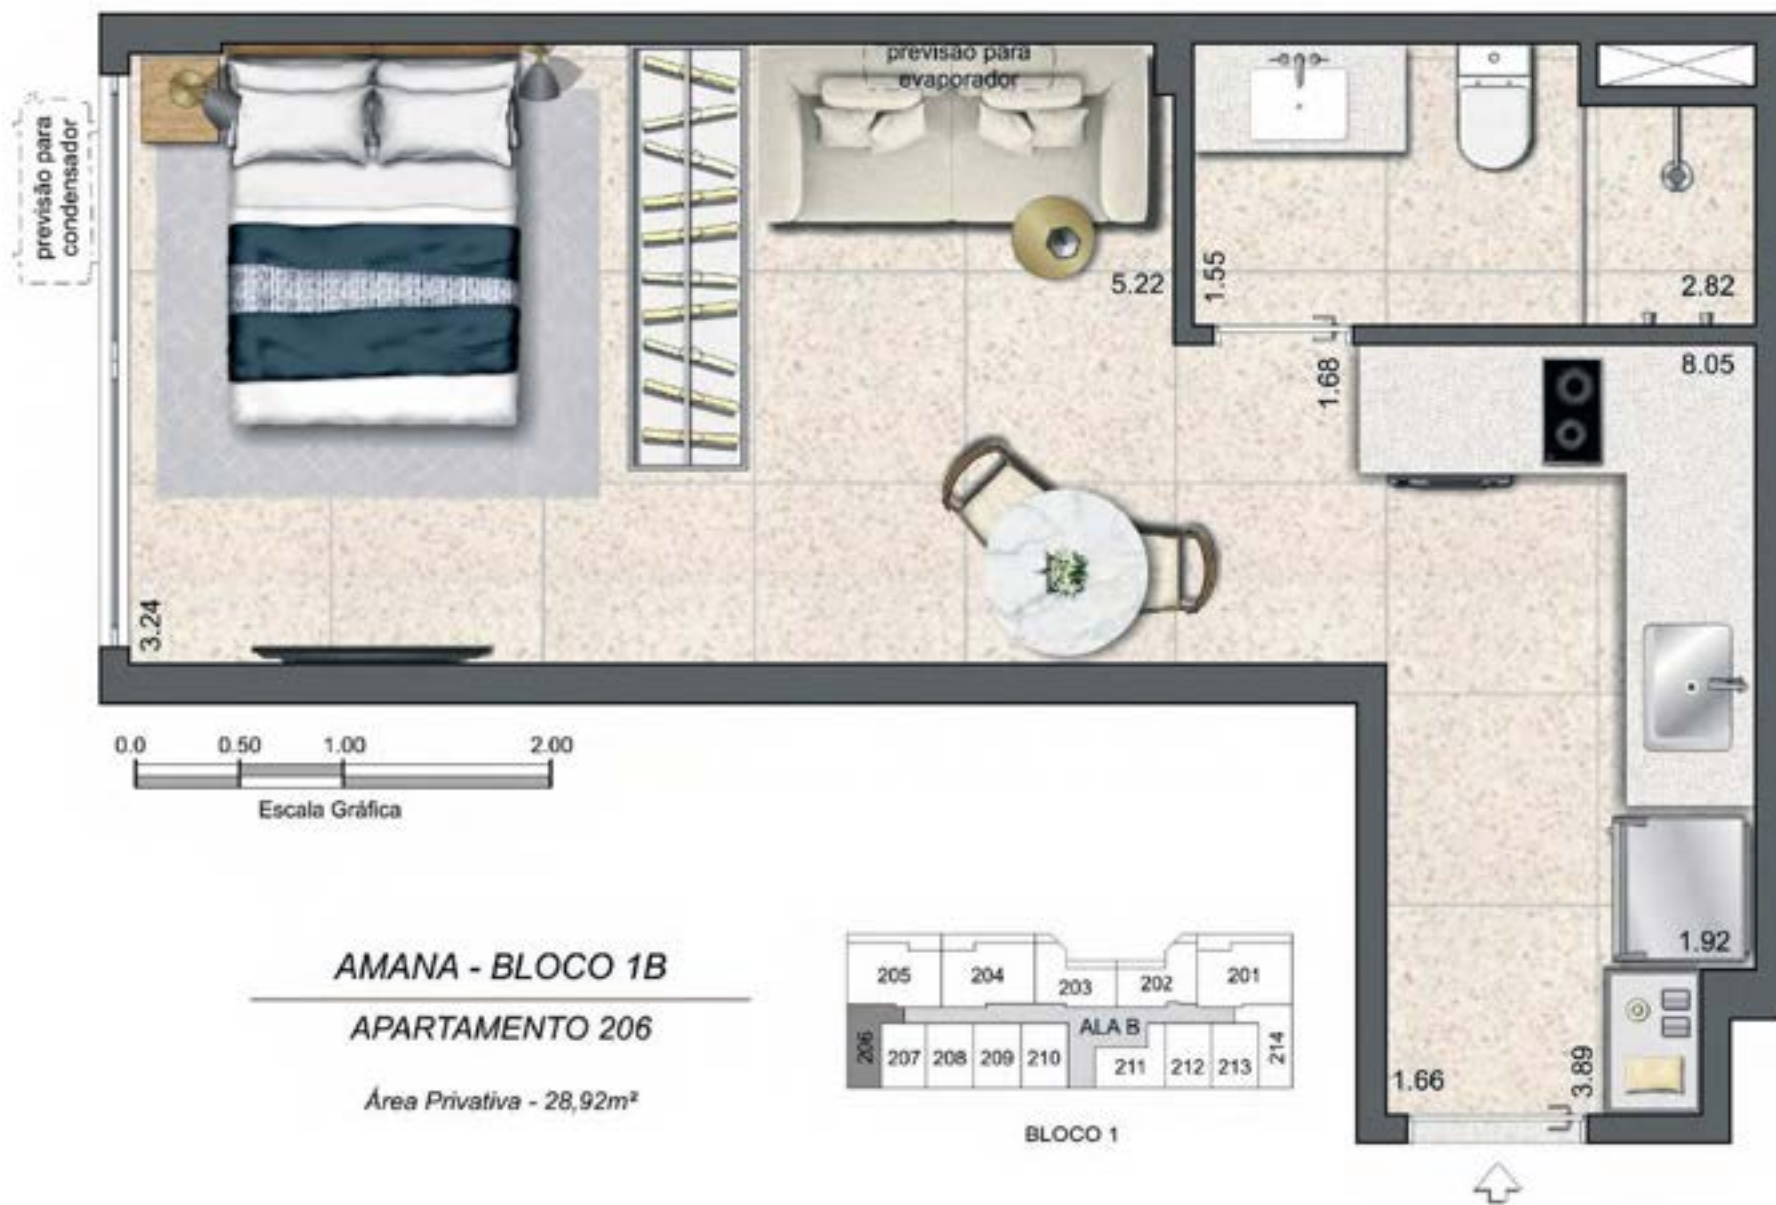 previsão para
evaporador
previsão para
condensador
5.22
1.55
2.82
1.68
8.05
3.24
0.0 0.50 1.00 2.00
Escala Gráfica
1.92
1.66
3.89
AMANA - BLOCO 1B
APARTAMENTO 206
Área Privativa - 28,92m²
205 204 203 202 201
ALA B
206 207 208 209 210 211 212 213 214
BLOCO 1